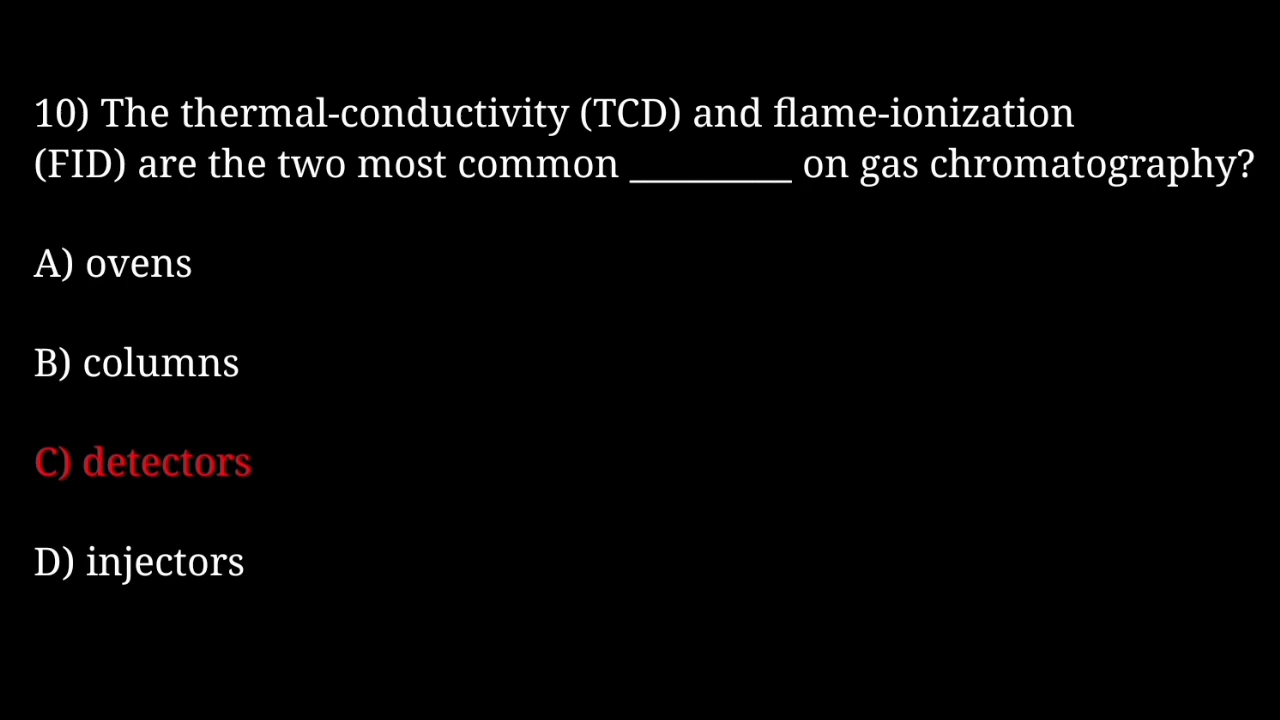 10) The thermal-conductivity (TCD) and flame-ionization
(FID) are the two most common ________ on gas chromatography?
A) ovens
B) columns
C) detectors
D) injectors